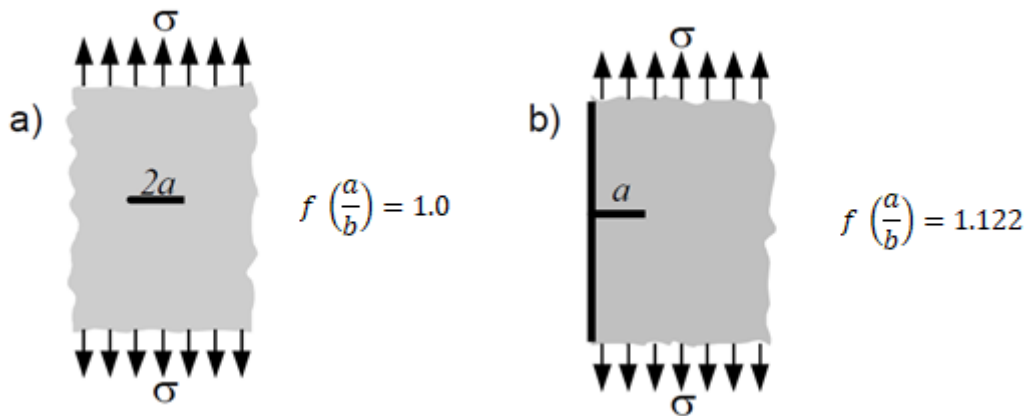 a)
σ
2a
f (a/b) = 1.0
σ
b)
σ
a
f (a/b) = 1.122
σ